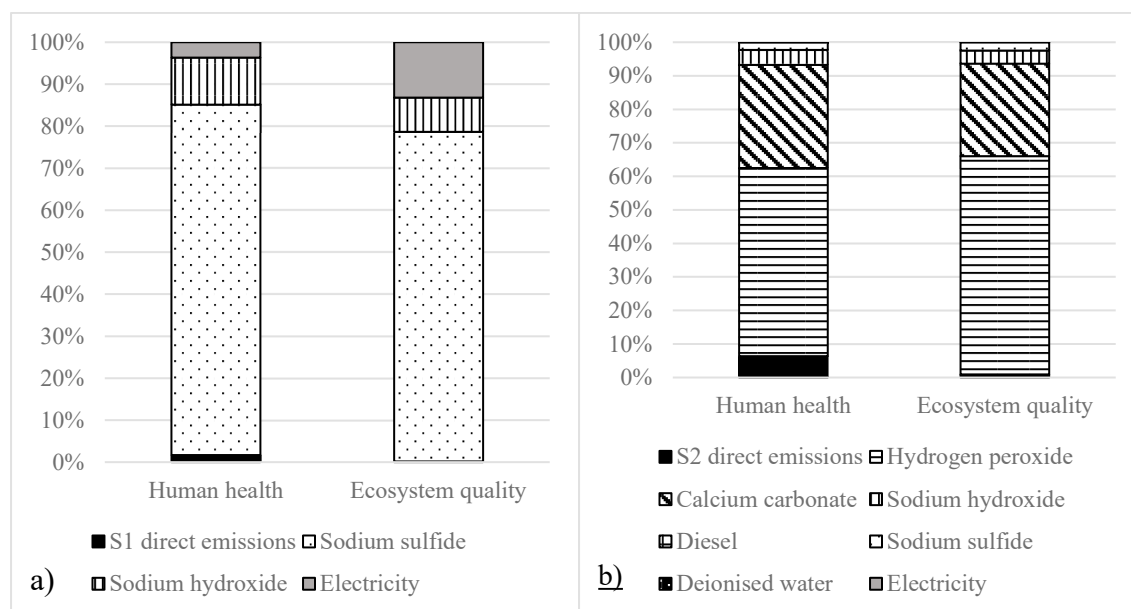 100%
90%
80%
70%
60%
50%
40%
30%
20%
10%
0%
Human health Ecosystem quality
S1 direct emissions Sodium sulfide
Sodium hydroxide Electricity
a)
100%
90%
80%
70%
60%
50%
40%
30%
20%
10%
0%
Human health Ecosystem quality
S2 direct emissions Hydrogen peroxide
Calcium carbonate Sodium hydroxide
Diesel Sodium sulfide
Deionised water Electricity
b)